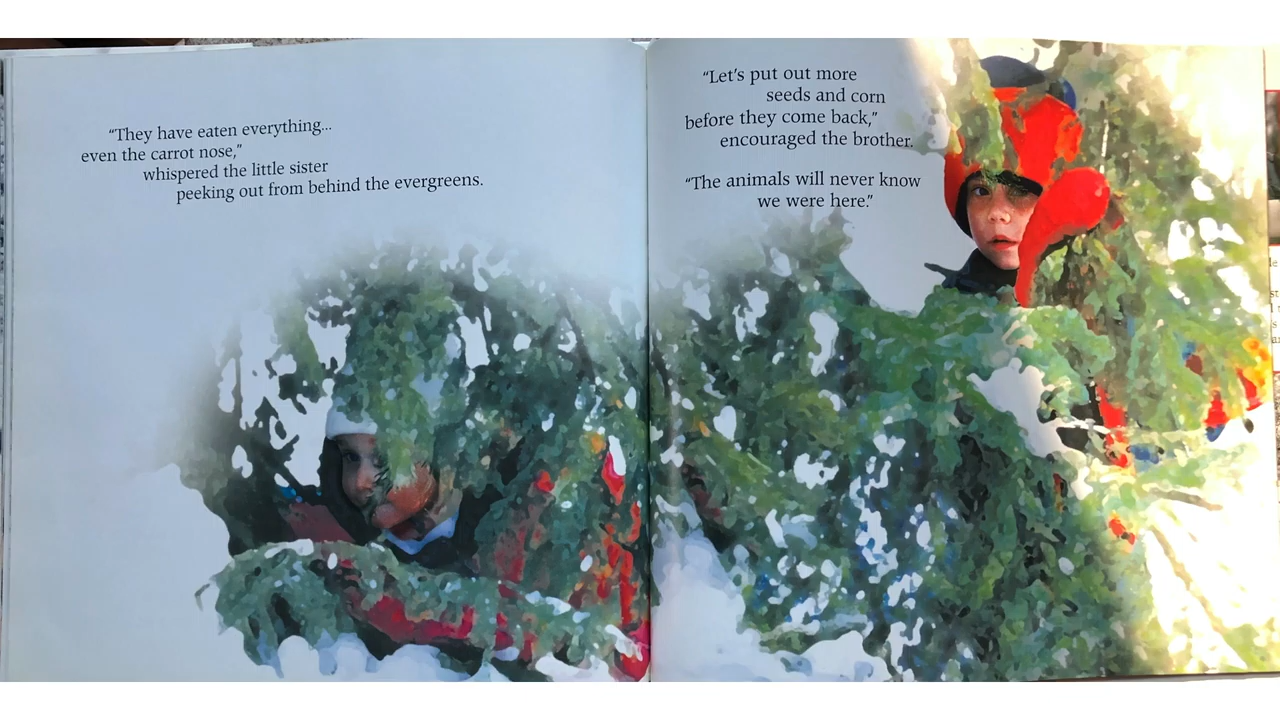 “They have eaten everything...
even the carrot nose,”
whispered the little sister
peeking out from behind the evergreens.
“Let’s put out more
seeds and corn
before they come back,”
encouraged the brother.
“The animals will never know
we were here.”